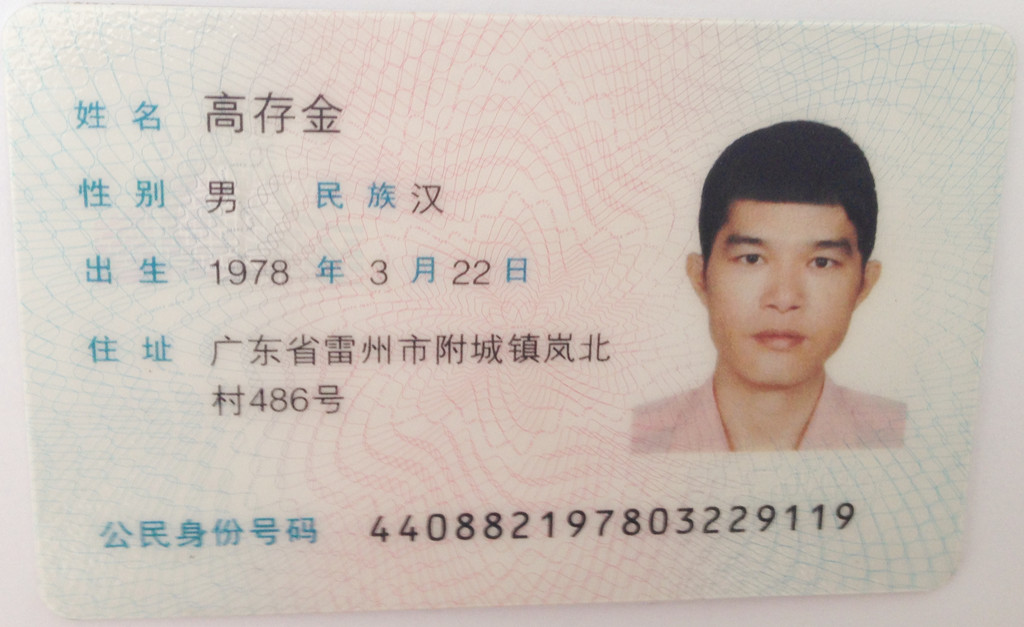 姓名 高存金
性别 男 民族 汉
出生 1978 年 3 月 22 日
住址 广东省雷州市附城镇岚北
村486号
公民身份号码 440882197803229119